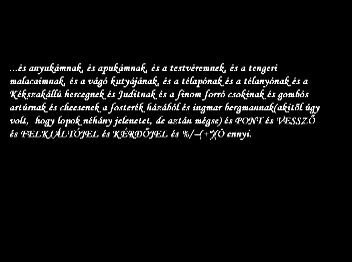 ...és anyukámnak, és apukámnak, és a testvéremnek, és a tengeri
malacaimnak, és a vágó kutyájának, és a télapónak és a télanyónak és a
Kékszakállú hercegnek és Juditnak és a finom forró csokinak és gombós
artúrnak és cheesenek a fosterék házából és ingmar bergmannak(akitől úgy
volt, hogy lopok néhány jelenetet, de aztán mégse) és PONT és VESSZŐ
és FELKIÁLTÓJEL és KÉRDŐJEL és ennyi.